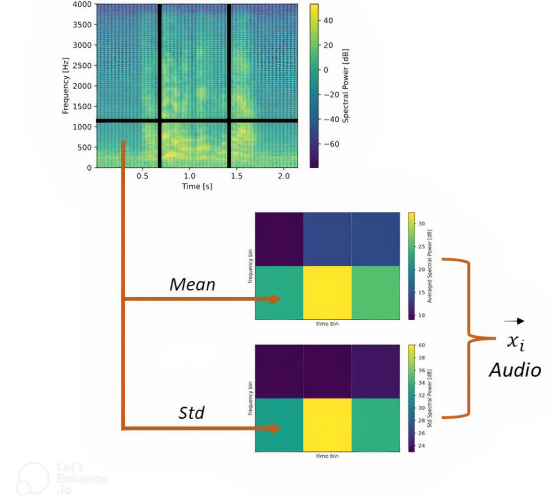 4000
3500
3000
2500
2000
1500
1000
500
0
Frequency [Hz]
0.5 1.0 1.5 2.0
Time [s]
40
20
0
−20
−40
−60
Spectral Power [dB]
Mean
frequency bin
time bin
30
25
20
15
10
Averaged Spectral Power [dB]
Std
frequency bin
time bin
40
38
36
34
32
30
28
26
24
Std Spectral Power [dB]
x_i
Audio
Let's
Enhance
.io